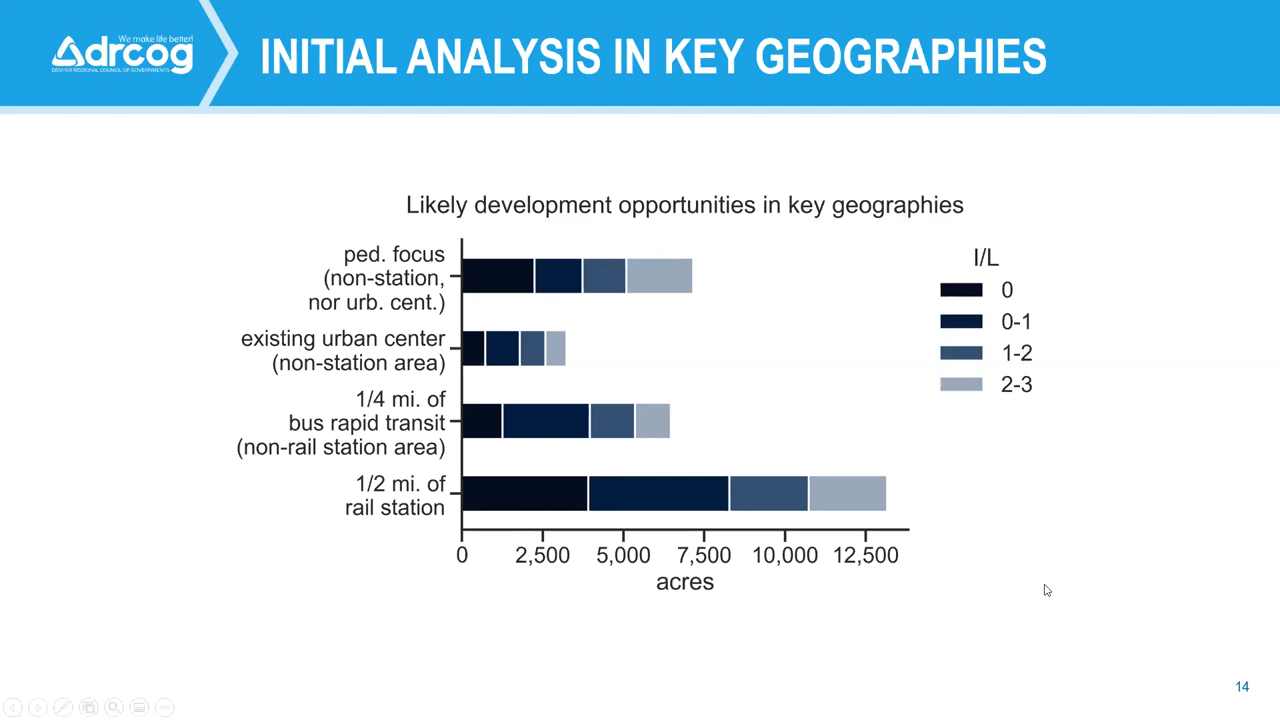 We make life better!
drcog
DENVER REGIONAL COUNCIL OF GOVERNMENTS
INITIAL ANALYSIS IN KEY GEOGRAPHIES
Likely development opportunities in key geographies
ped. focus
(non-station,
nor urb. cent.)
existing urban center
(non-station area)
1/4 mi. of
bus rapid transit
(non-rail station area)
1/2 mi. of
rail station
0
2,500
5,000
7,500
10,000
12,500
acres
I/L
0
0-1
1-2
2-3
14